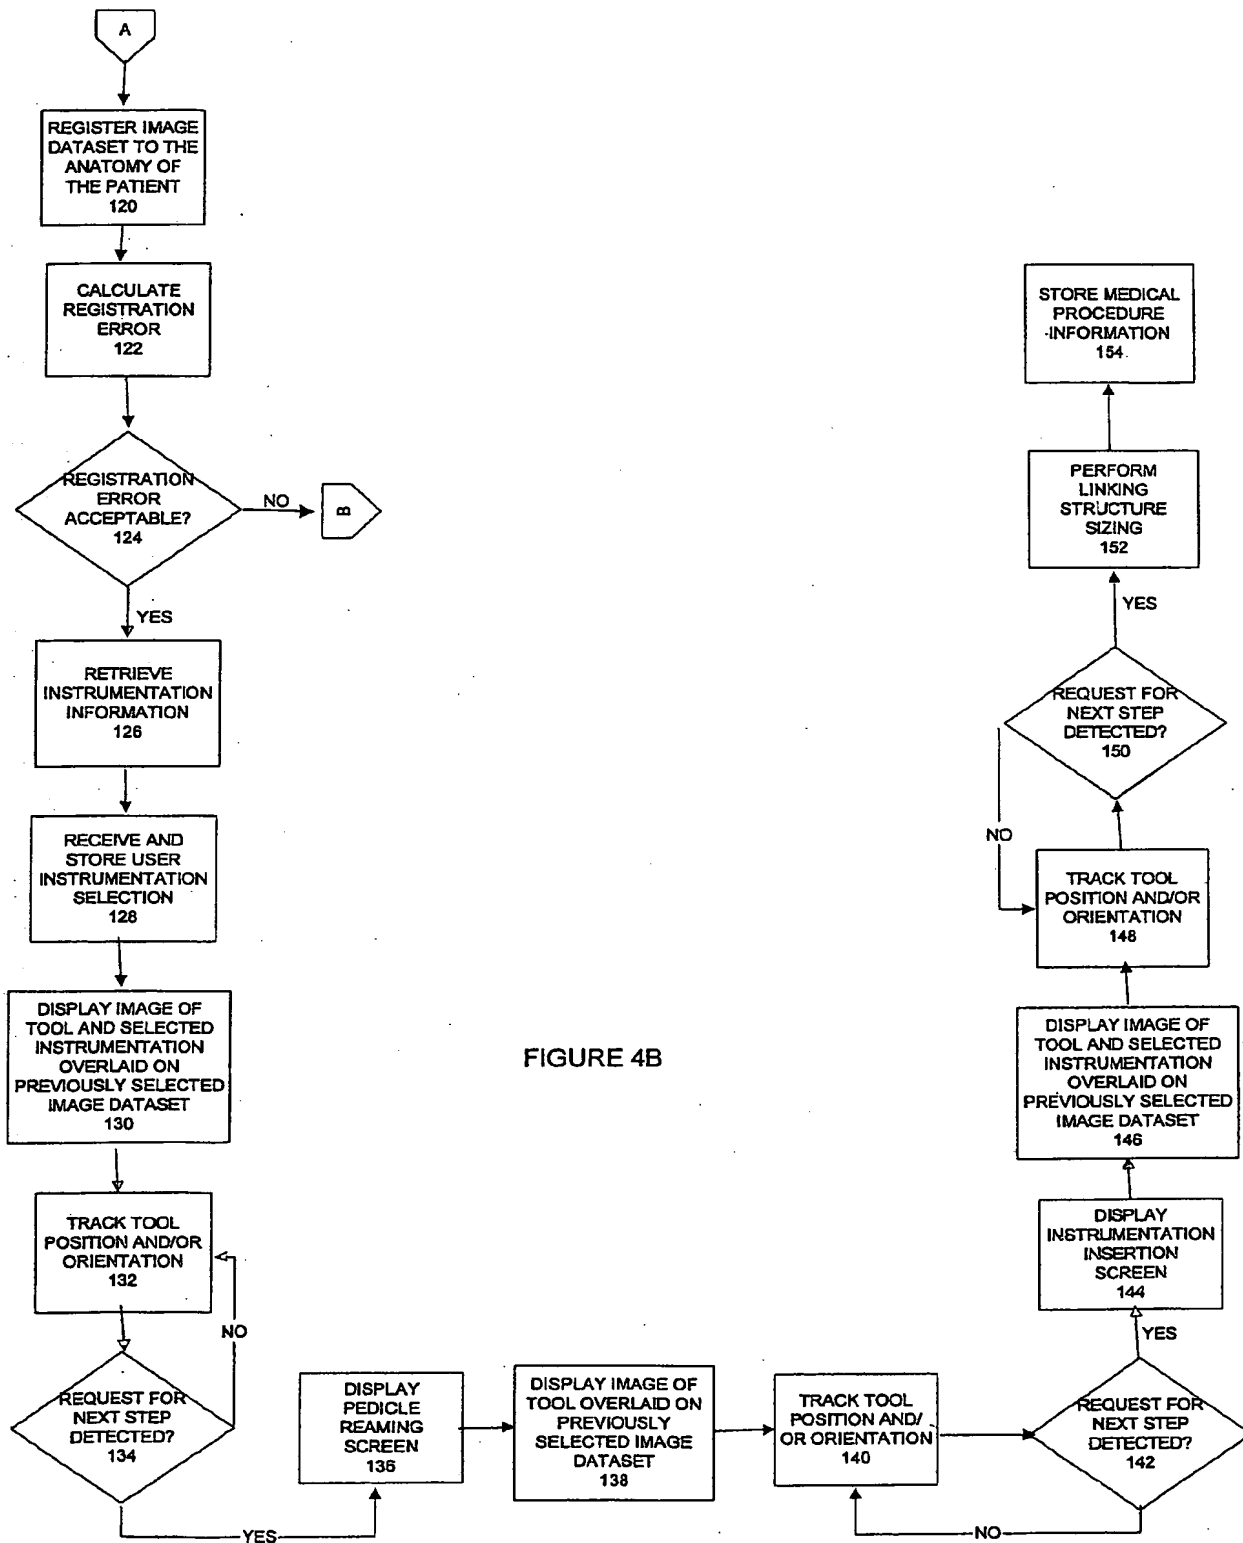 A
REGISTER IMAGE
DATASET TO THE
ANATOMY OF
THE PATIENT
120
CALCULATE
REGISTRATION
ERROR
122
REGISTRATION
ERROR
ACCEPTABLE?
124
NO
B
YES
RETRIEVE
INSTRUMENTATION
INFORMATION
126
RECEIVE AND
STORE USER
INSTRUMENTATION
SELECTION
128
DISPLAY IMAGE OF
TOOL AND SELECTED
INSTRUMENTATION
OVERLAID ON
PREVIOUSLY SELECTED
IMAGE DATASET
130
TRACK TOOL
POSITION AND/OR
ORIENTATION
132
NO
REQUEST FOR
NEXT STEP
DETECTED?
134
YES
DISPLAY
PEDICLE
REAMING
SCREEN
136
DISPLAY IMAGE OF
TOOL OVERLAID ON
PREVIOUSLY
SELECTED IMAGE
DATASET
138
TRACK TOOL
POSITION AND/
OR ORIENTATION
140
REQUEST FOR
NEXT STEP
DETECTED?
142
NO
YES
DISPLAY
INSTRUMENTATION
INSERTION
SCREEN
144
DISPLAY IMAGE OF
TOOL AND SELECTED
INSTRUMENTATION
OVERLAID ON
PREVIOUSLY SELECTED
IMAGE DATASET
146
TRACK TOOL
POSITION AND/OR
ORIENTATION
148
NO
REQUEST FOR
NEXT STEP
DETECTED?
150
YES
PERFORM
LINKING
STRUCTURE
SIZING
152
STORE MEDICAL
PROCEDURE
INFORMATION
154
FIGURE 4B